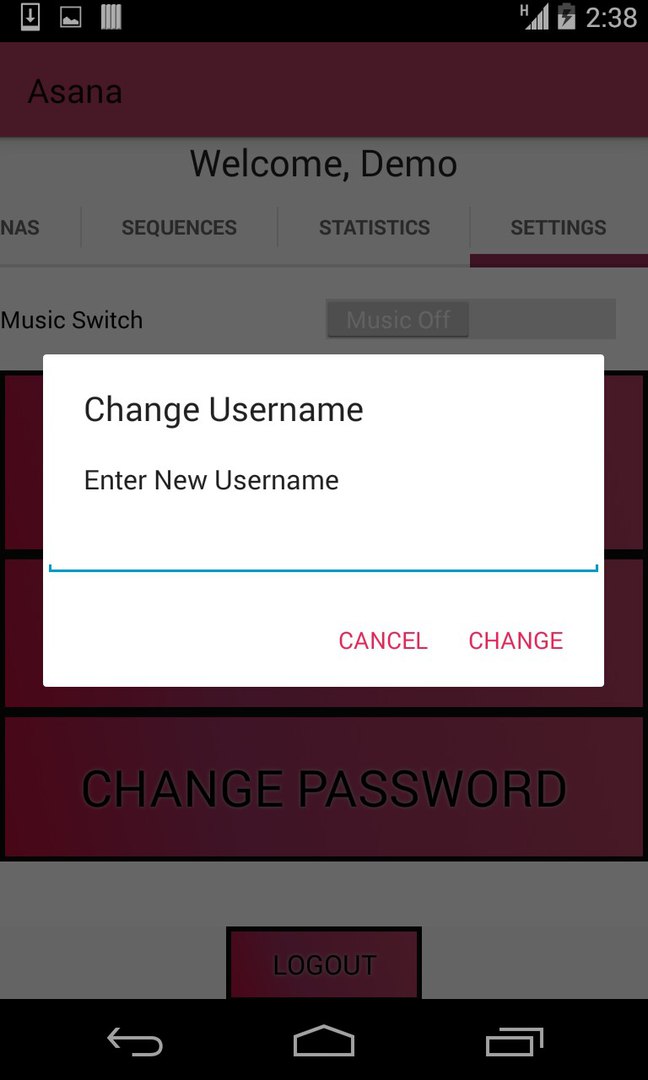 H 2:38
Asana
Welcome, Demo
NAS SEQUENCES STATISTICS SETTINGS
Music Switch Music Off
Change Username
Enter New Username
CANCEL CHANGE
CHANGE PASSWORD
LOGOUT